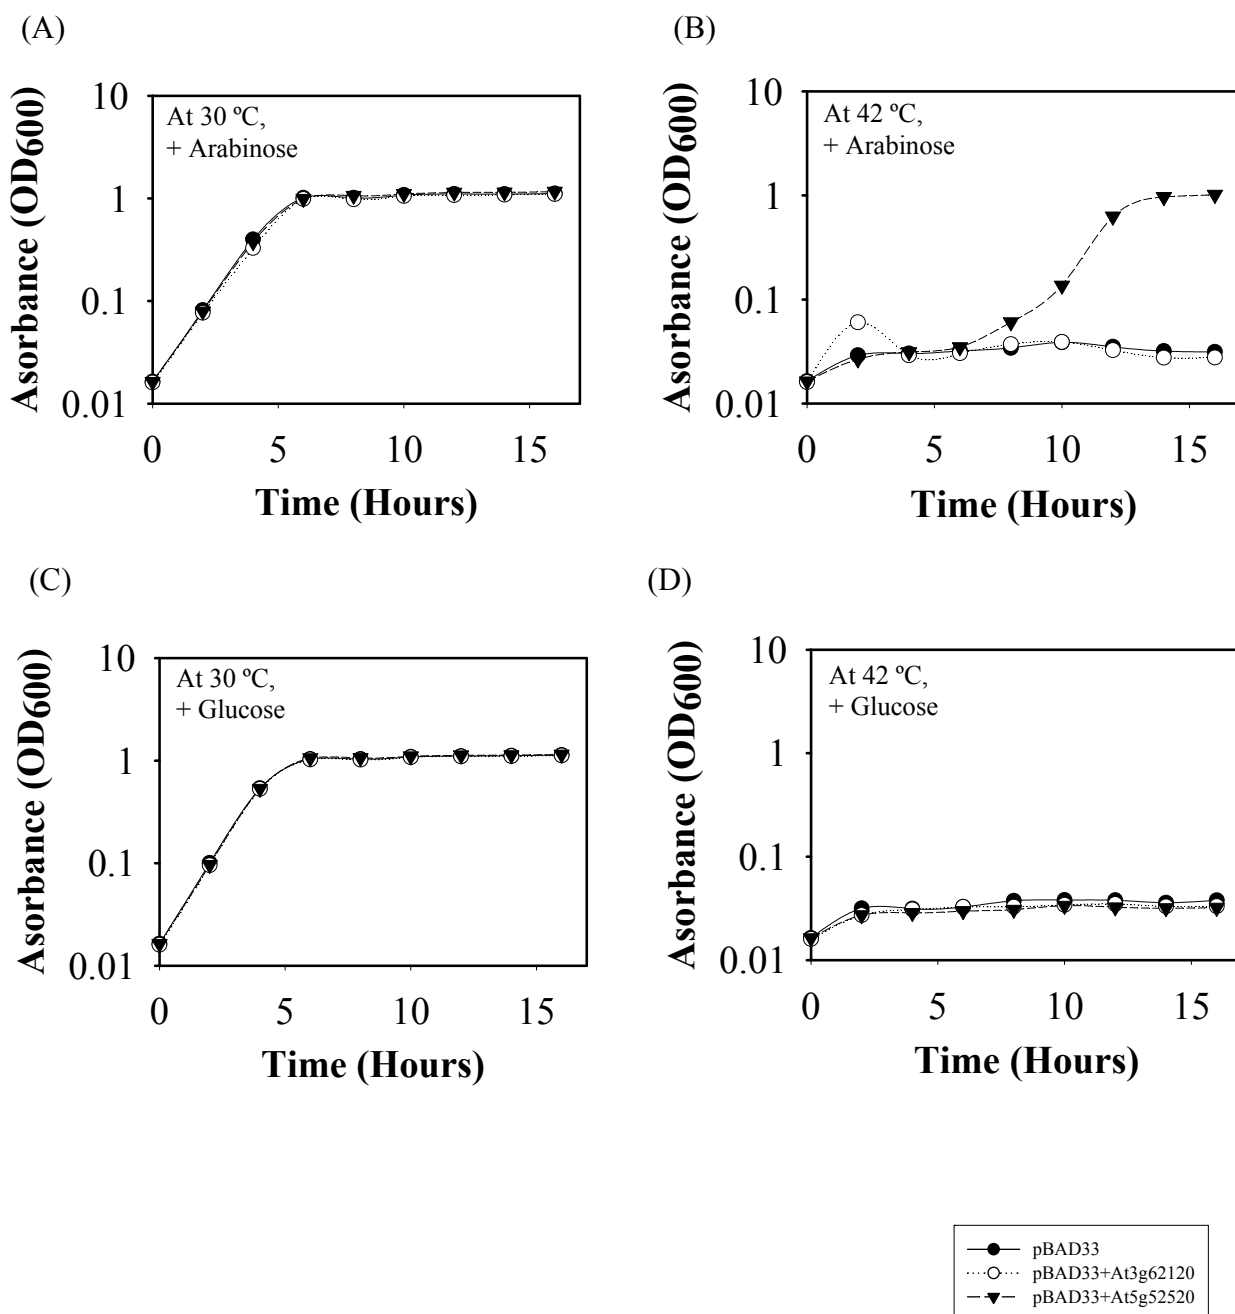 (A)
(B)
At 30 ºC,
+ Arabinose
At 42 ºC,
+ Arabinose
Asorbance (OD600)
10
1
0.1
0.01
0
5
10
15
Time (Hours)
Asorbance (OD600)
10
1
0.1
0.01
0
5
10
15
Time (Hours)
(C)
(D)
At 30 ºC,
+ Glucose
At 42 ºC,
+ Glucose
Asorbance (OD600)
10
1
0.1
0.01
0
5
10
15
Time (Hours)
Asorbance (OD600)
10
1
0.1
0.01
0
5
10
15
Time (Hours)
pBAD33
pBAD33+At3g62120
pBAD33+At5g52520